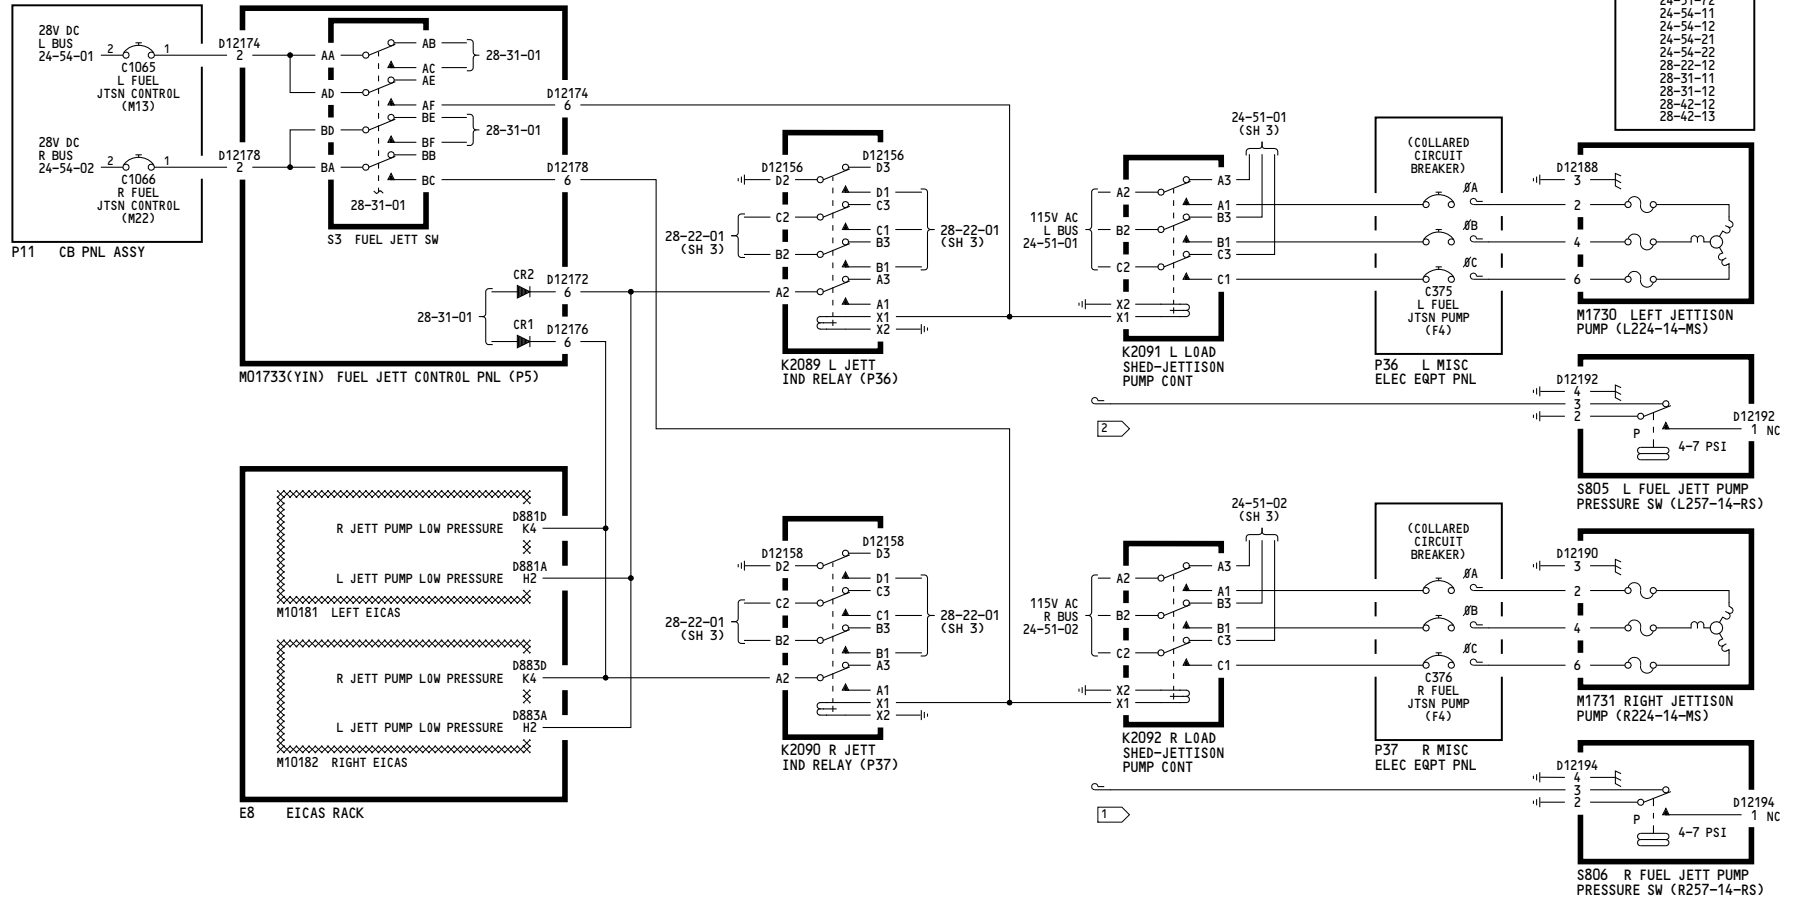 28V DC
L BUS
24-54-01
2
1
C1065
L FUEL
JTSN CONTROL
(M13)
28V DC
R BUS
24-54-02
2
1
C1066
R FUEL
JTSN CONTROL
(M22)
P11 CB PNL ASSY
D12174
2
D12178
2
AA
AD
BD
BA
AB
AC
AE
AF
BE
BF
BB
BC
28-31-01
28-31-01
28-31-01
S3 FUEL JETT SW
D12174
6
D12178
6
CR2
D12172
6
28-31-01
CR1
D12176
6
M01733(YIN) FUEL JETT CONTROL PNL (P5)
R JETT PUMP LOW PRESSURE
D881D
K4
L JETT PUMP LOW PRESSURE
D881A
H2
M10181 LEFT EICAS
R JETT PUMP LOW PRESSURE
D883D
K4
L JETT PUMP LOW PRESSURE
D883A
H2
M10182 RIGHT EICAS
E8 EICAS RACK
D12156
D2
C2
B2
A2
28-22-01
(SH 3)
D12156
D3
D1
C3
C1
B3
B1
A3
A1
X1
X2
28-22-01
(SH 3)
K2089 L JETT
IND RELAY (P36)
D12158
D2
C2
B2
A2
28-22-01
(SH 3)
D12158
D3
D1
C3
C1
B3
B1
A3
A1
X1
X2
28-22-01
(SH 3)
K2090 R JETT
IND RELAY (P37)
24-51-01
(SH 3)
115V AC
L BUS
24-51-01
A2
B2
C2
X2
X1
A3
A1
B3
B1
C3
C1
K2091 L LOAD
SHED-JETTISON
PUMP CONT
2
24-51-02
(SH 3)
115V AC
R BUS
24-51-02
A2
B2
C2
X2
X1
A3
A1
B3
B1
C3
C1
K2092 R LOAD
SHED-JETTISON
PUMP CONT
1
(COLLARED
CIRCUIT
BREAKER)
ØA
ØB
ØC
C375
L FUEL
JTSN PUMP
(F4)
P36 L MISC
ELEC EQPT PNL
(COLLARED
CIRCUIT
BREAKER)
ØA
ØB
ØC
C376
R FUEL
JTSN PUMP
(F4)
P37 R MISC
ELEC EQPT PNL
24-54-11
24-54-12
24-54-21
24-54-22
28-22-12
28-31-11
28-31-12
28-42-12
28-42-13
D12188
3
2
4
6
M1730 LEFT JETTISON
PUMP (L224-14-MS)
D12192
4
3
2
P
4-7 PSI
D12192
1 NC
S805 L FUEL JETT PUMP
PRESSURE SW (L257-14-RS)
D12190
3
2
4
6
M1731 RIGHT JETTISON
PUMP (R224-14-MS)
D12194
4
3
2
P
4-7 PSI
D12194
1 NC
S806 R FUEL JETT PUMP
PRESSURE SW (R257-14-RS)